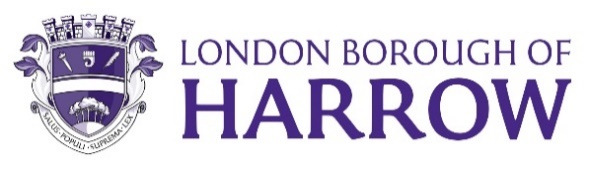 LONDON BOROUGH OF
HARROW
SALUS·POPULI·SUPREMA·LEX